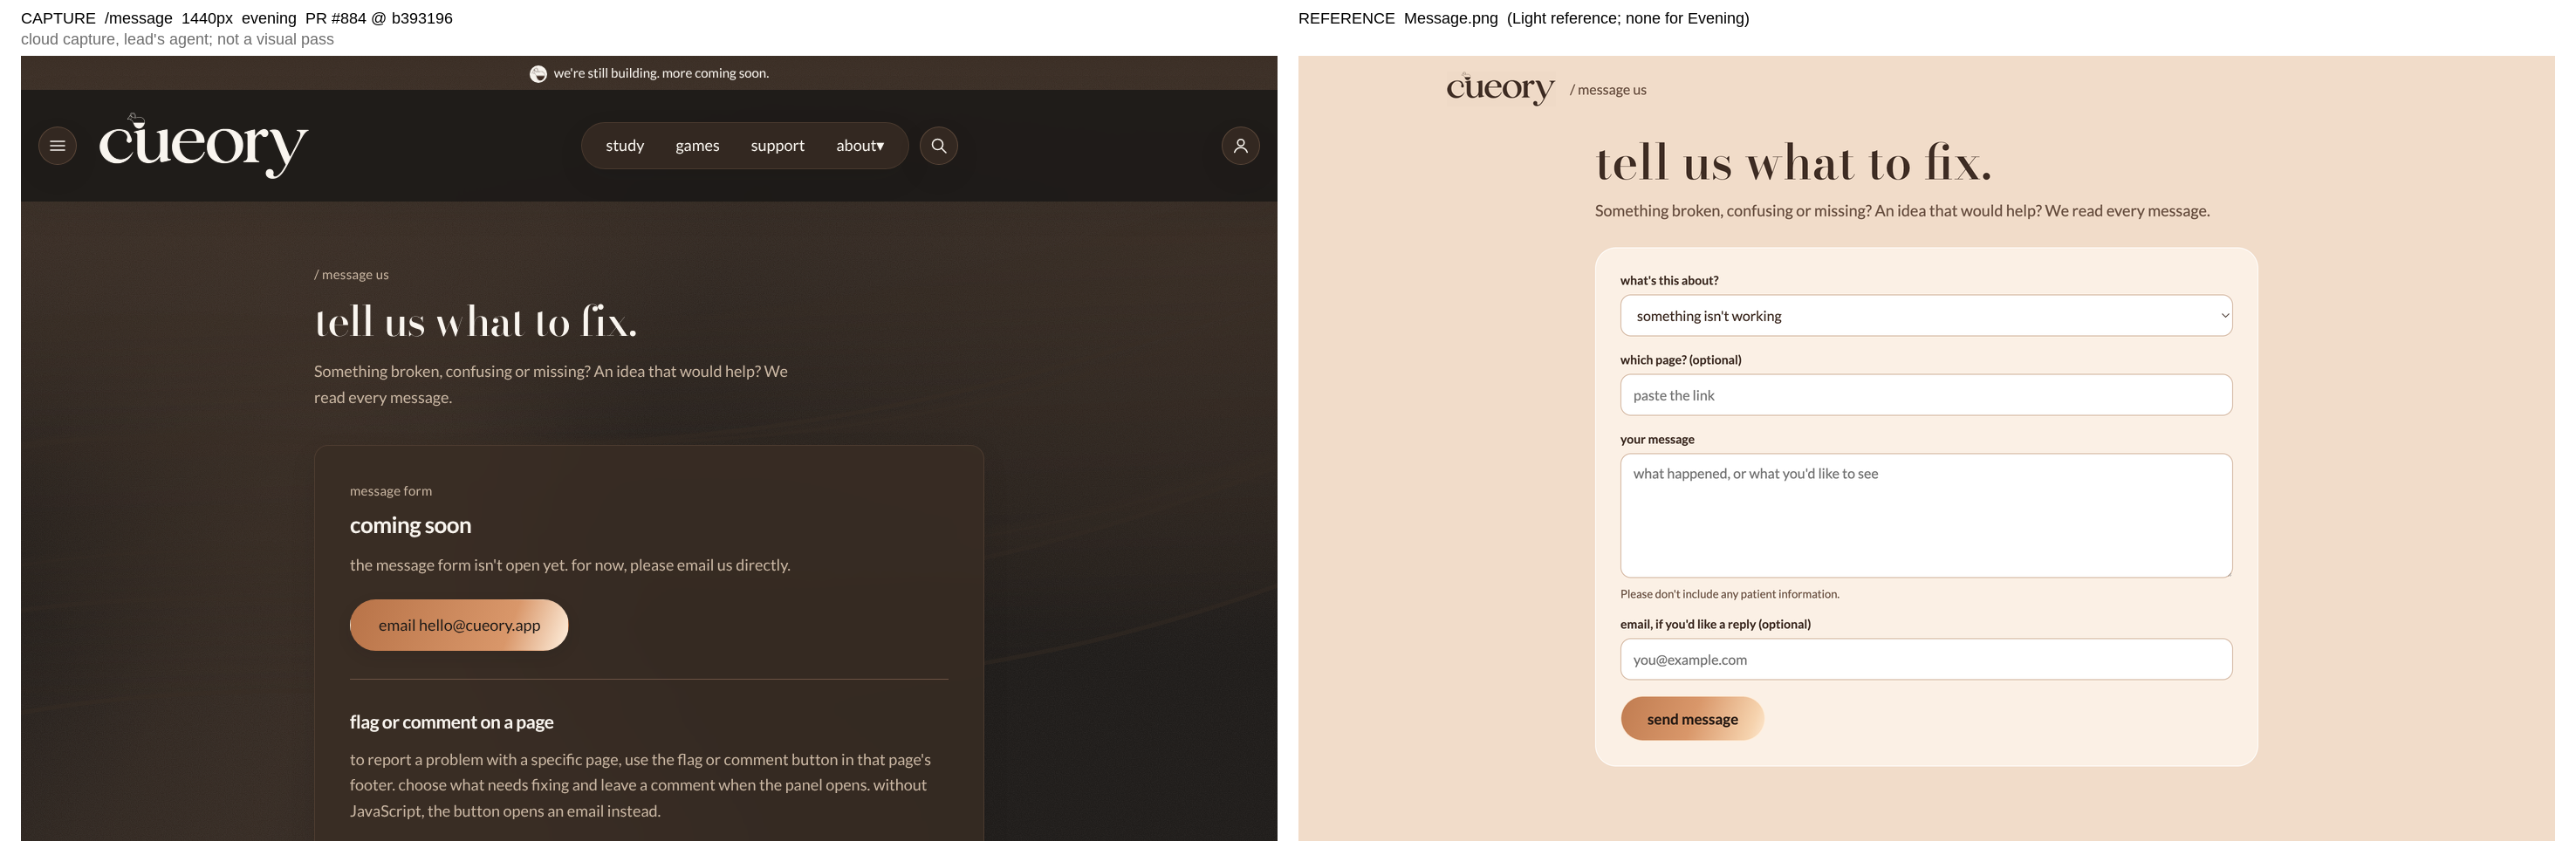 CAPTURE /message 1440px evening PR #884 @ b393196
cloud capture, lead's agent; not a visual pass
we're still building. more coming soon.
cueory
study games support about▾
/ message us
tell us what to fix.
Something broken, confusing or missing? An idea that would help? We
read every message.
message form
coming soon
the message form isn't open yet. for now, please email us directly.
email hello@cueory.app
flag or comment on a page
to report a problem with a specific page, use the flag or comment button in that page's
footer. choose what needs fixing and leave a comment when the panel opens. without
JavaScript, the button opens an email instead.
REFERENCE Message.png (Light reference; none for Evening)
cueory / message us
tell us what to fix.
Something broken, confusing or missing? An idea that would help? We read every message.
what's this about?
something isn't working
which page? (optional)
paste the link
your message
what happened, or what you'd like to see
Please don't include any patient information.
email, if you'd like a reply (optional)
you@example.com
send message